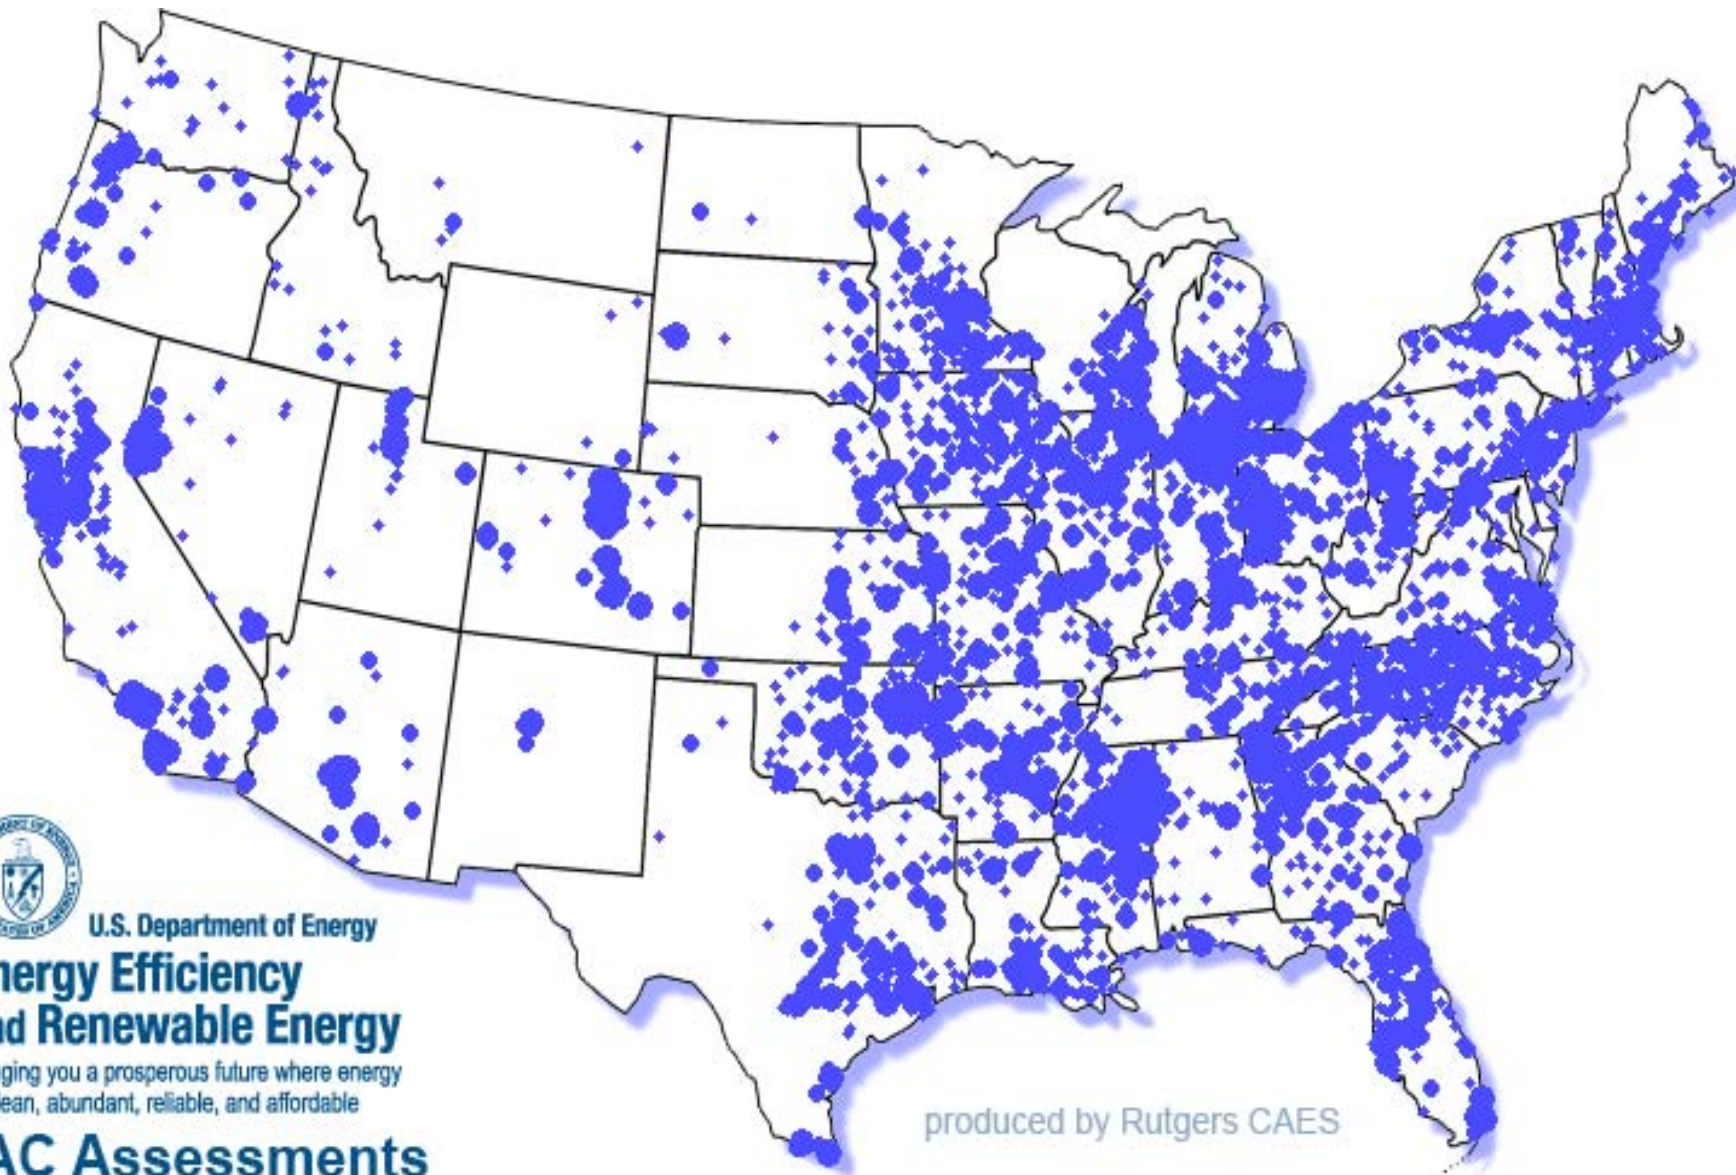 U.S. Department of Energy
nergy Efficiency
nd Renewable Energy
ging you a prosperous future where energy
lean, abundant, reliable, and affordable
AC Assessments
produced by Rutgers CAES